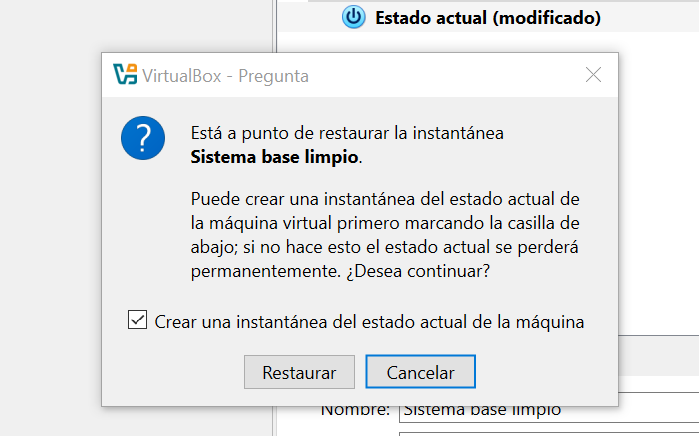 Estado actual (modificado)
VirtualBox - Pregunta
?
Está a punto de restaurar la instantánea
Sistema base limpio.
Puede crear una instantánea del estado actual de
la máquina virtual primero marcando la casilla de
abajo; si no hace esto el estado actual se perderá
permanentemente. ¿Desea continuar?
Crear una instantánea del estado actual de la máquina
Restaurar Cancelar
Nombre: Sistema base limpio